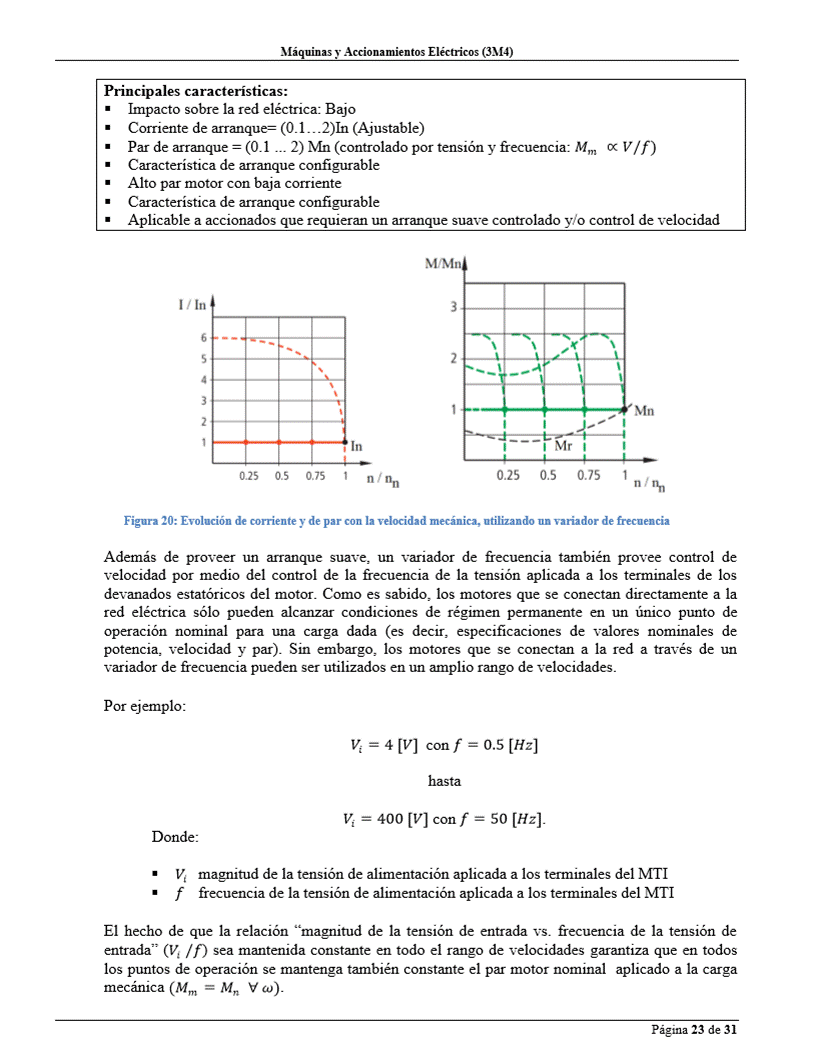 Máquinas y Accionamientos Eléctricos (3M4)
Principales características:
▪ Impacto sobre la red eléctrica: Bajo
▪ Corriente de arranque= (0.1…2)In (Ajustable)
▪ Par de arranque = (0.1 ... 2) Mn (controlado por tensión y frecuencia: Mₘ ∝ V/f)
▪ Característica de arranque configurable
▪ Alto par motor con baja corriente
▪ Característica de arranque configurable
▪ Aplicable a accionados que requieran un arranque suave controlado y/o control de velocidad
I / In
6
5
4
3
2
1
In
0.25 0.5 0.75 1 n / nn
M/Mn
3
2
1
Mn
Mr
0.25 0.5 0.75 1 n / nn
Figura 20: Evolución de corriente y de par con la velocidad mecánica, utilizando un variador de frecuencia
Además de proveer un arranque suave, un variador de frecuencia también provee control de
velocidad por medio del control de la frecuencia de la tensión aplicada a los terminales de los
devanados estatóricos del motor. Como es sabido, los motores que se conectan directamente a la
red eléctrica sólo pueden alcanzar condiciones de régimen permanente en un único punto de
operación nominal para una carga dada (es decir, especificaciones de valores nominales de
potencia, velocidad y par). Sin embargo, los motores que se conectan a la red a través de un
variador de frecuencia pueden ser utilizados en un amplio rango de velocidades.
Por ejemplo:
Vᵢ = 4 [V] con f = 0.5 [Hz]
hasta
Vᵢ = 400 [V] con f = 50 [Hz].
Donde:
▪ Vᵢ magnitud de la tensión de alimentación aplicada a los terminales del MTI
▪ f frecuencia de la tensión de alimentación aplicada a los terminales del MTI
El hecho de que la relación “magnitud de la tensión de entrada vs. frecuencia de la tensión de
entrada” (Vᵢ /f) sea mantenida constante en todo el rango de velocidades garantiza que en todos
los puntos de operación se mantenga también constante el par motor nominal aplicado a la carga
mecánica (Mₘ = Mₙ ∀ ω).
Página 23 de 31